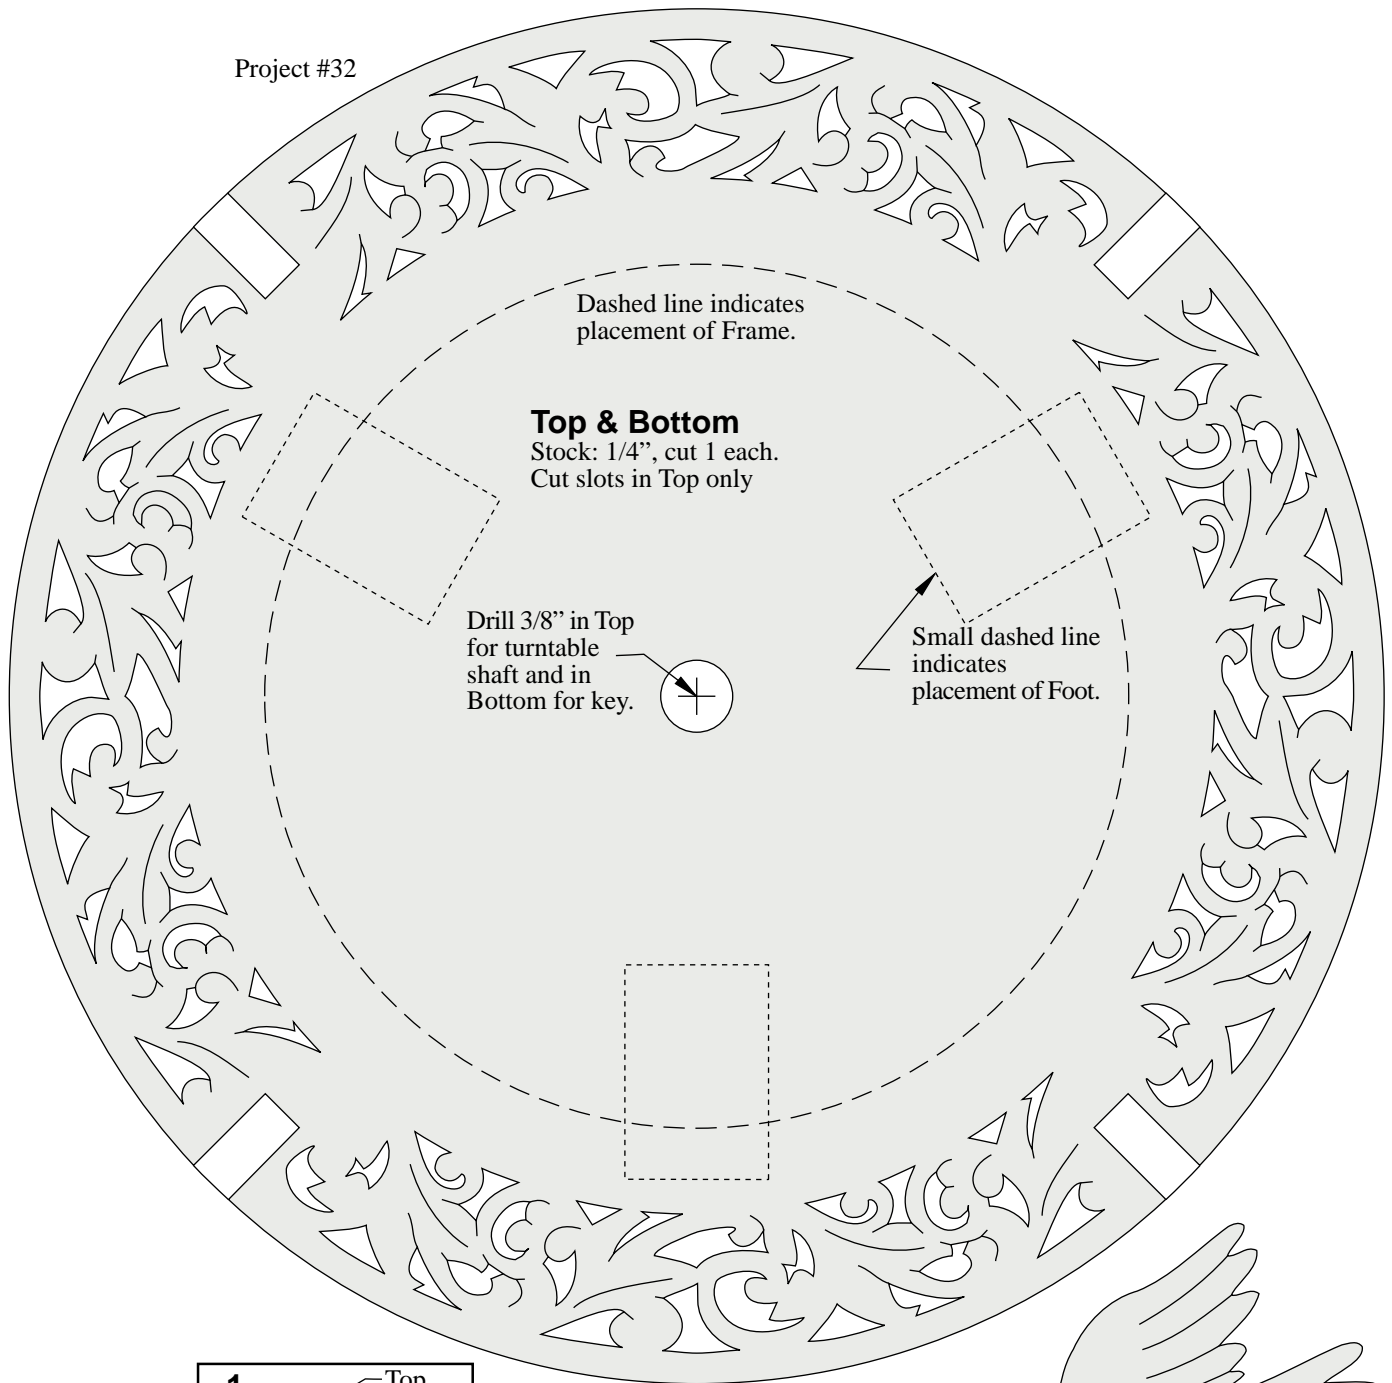 Project #32
Dashed line indicates
placement of Frame.
Top & Bottom
Stock: 1/4”, cut 1 each.
Cut slots in Top only
Drill 3/8” in Top
for turntable
shaft and in
Bottom for key.
Small dashed line
indicates
placement of Foot.
1
Top